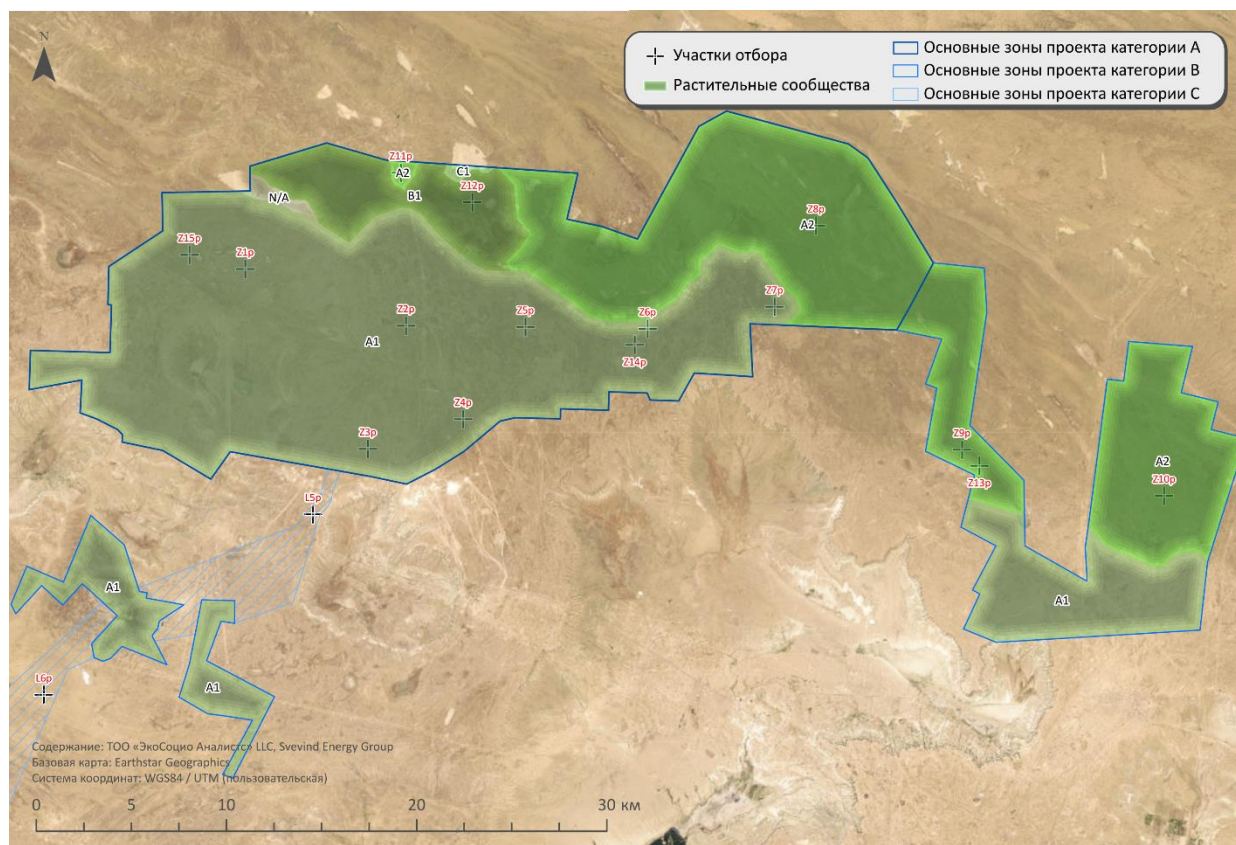 N
Участки отбора
Растительные сообщества
Основные зоны проекта категории A
Основные зоны проекта категории B
Основные зоны проекта категории C
Z11p
A2
C1
N/A
B1
Z12p
Z8p
A2
Z15p
Z1p
Z7p
Z2p
Z5p
Z6p
A1
Z14p
Z4p
Z3p
Z9p
A2
Z13p
Z10p
L5p
A1
A1
L6p
A1
Содержание: ТОО «ЭкоСоцио Аналистс» LLC, Svevind Energy Group
Базовая карта: Earthstar Geographics
Система координат: WGS84 / UTM (пользовательская)
0 5 10 20 30 км